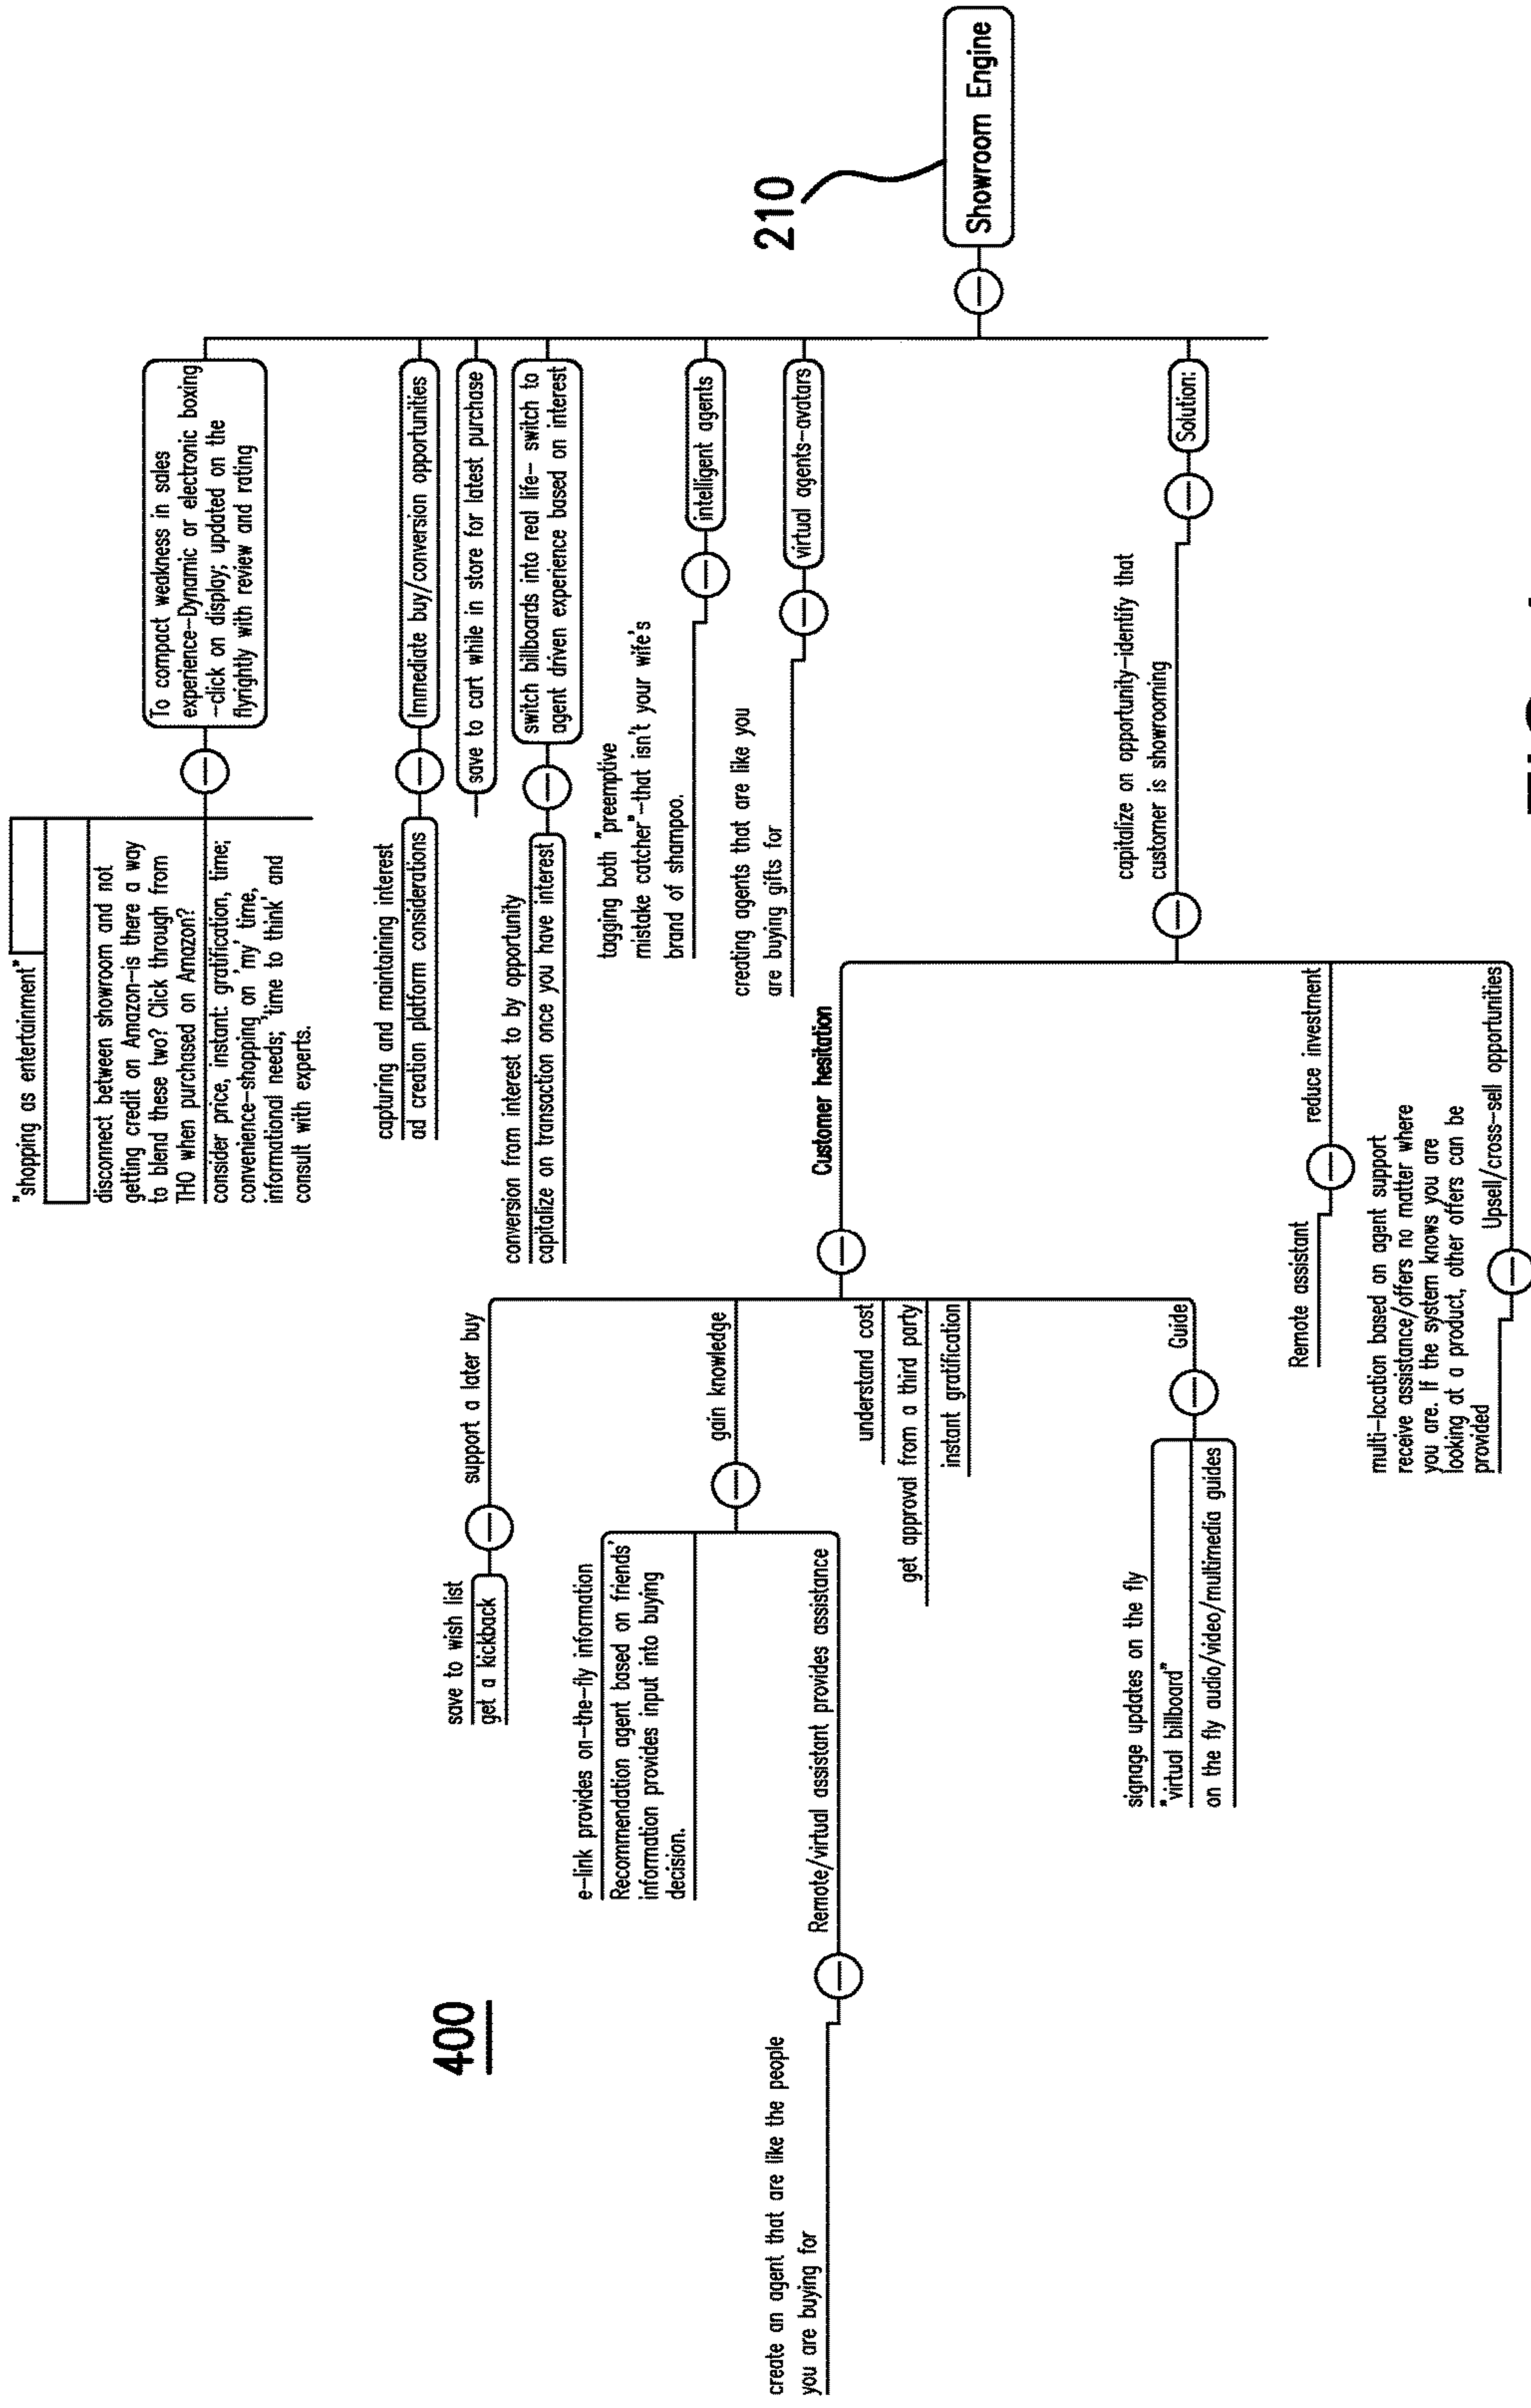 400
210
Showroom Engine
To compact weakness in sales
experience-Dynamic or electronic boxing
-click on display; updated on the
flyrightly with review and rating
"shopping as entertainment"
disconnect between showroom and not
getting credit on Amazon-is there a way
to blend these two? Click through from
THO when purchased on Amazon?
consider price, instant: gratification, time;
convenience-shopping on 'my' time,
informational needs; 'time to think' and
consult with experts.
Immediate buy/conversion opportunities
capturing and maintaining interest
ad creation platform considerations
save to cart while in store for latest purchase
switch billboards into real life- switch to
agent driven experience based on interest
conversion from interest to by opportunity
capitalize on transaction once you have interest
intelligent agents
tagging both "preemptive
mistake catcher"-that isn't your wife's
brand of shampoo.
virtual agents-avatars
creating agents that are like you
are buying gifts for
Solution:
capitalize on opportunity-identify that
customer is showrooming
Customer hesitation
support a later buy
save to wish list
get a kickback
gain knowledge
e-link provides on-the-fly information
Recommendation agent based on friends'
information provides input into buying
decision.
Remote/virtual assistant provides assistance
create an agent that are like the people
you are buying for
understand cost
get approval from a third party
instant gratification
Guide
signage updates on the fly
"virtual billboard"
on the fly audio/video/multimedia guides
reduce investment
Remote assistant
Upsell/cross-sell opportunities
multi-location based on agent support
receive assistance/offers no matter where
you are. If the system knows you are
looking at a product, other offers can be
provided